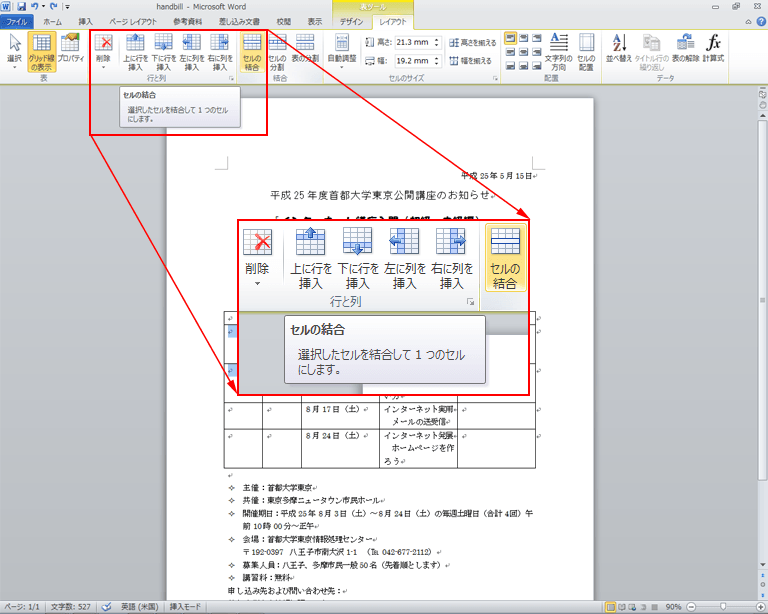 handbill - Microsoft Word
表ツール
ファイル ホーム 挿入 ページ レイアウト 参考資料 差し込み文書 校閲 表示 デザイン レイアウト
選択 グリッド線の表示 プロパティ 削除 上に行を挿入 下に行を挿入 左に列を挿入 右に列を挿入 セルの結合 セルの分割 表の分割 自動調整
高さ: 21.3 mm 高さを揃える
幅: 19.2 mm 幅を揃える
文字列の方向 セルの配置 並べ替え タイトル行の繰り返し 表の解除 計算式
表 行と列 結合 セルのサイズ 配置 データ
セルの結合
選択したセルを結合して 1 つのセル
にします。
平成 25 年 5 月 15 日
平成 25 年度首都大学東京公開講座のお知らせ
削除
上に行を
挿入
下に行を
挿入
左に列を
挿入
右に列を
挿入
セルの
結合
行と列
セルの結合
選択したセルを結合して 1 つのセル
にします。
8 月 17 日（土） インターネット実用
メールの送受信
8 月 24 日（土） インターネット発展
ホームページを作
ろう
✧ 主催：首都大学東京
✧ 共催：東京多摩ニュータウン市民ホール
✧ 開催期日：平成 25 年 8 月 3 日（土）～8 月 24 日（土）の毎週土曜日（合計 4 回）午
前 10 時 00 分～正午
✧ 会場：首都大学東京情報処理センター
〒192-0397 八王子市南大沢 1-1 （℡ 042-677-2112）
✧ 募集人員：八王子、多摩市民一般 50 名（先着順とします）
✧ 講習料：無料
申し込み先および問い合わせ先：
ページ: 1/1 文字数: 527 英語 (米国) 挿入モード 90%